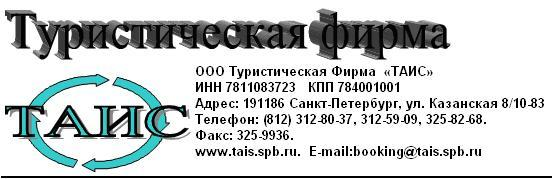 Туристическая фирма
ТАИС
ООО Туристическая Фирма «ТАИС»
ИНН 7811083723 КПП 784001001
Адрес: 191186 Санкт-Петербург, ул. Казанская 8/10-83
Телефон: (812) 312-80-37, 312-59-09, 325-82-68.
Факс: 325-9936.
www.tais.spb.ru. E-mail:booking@tais.spb.ru